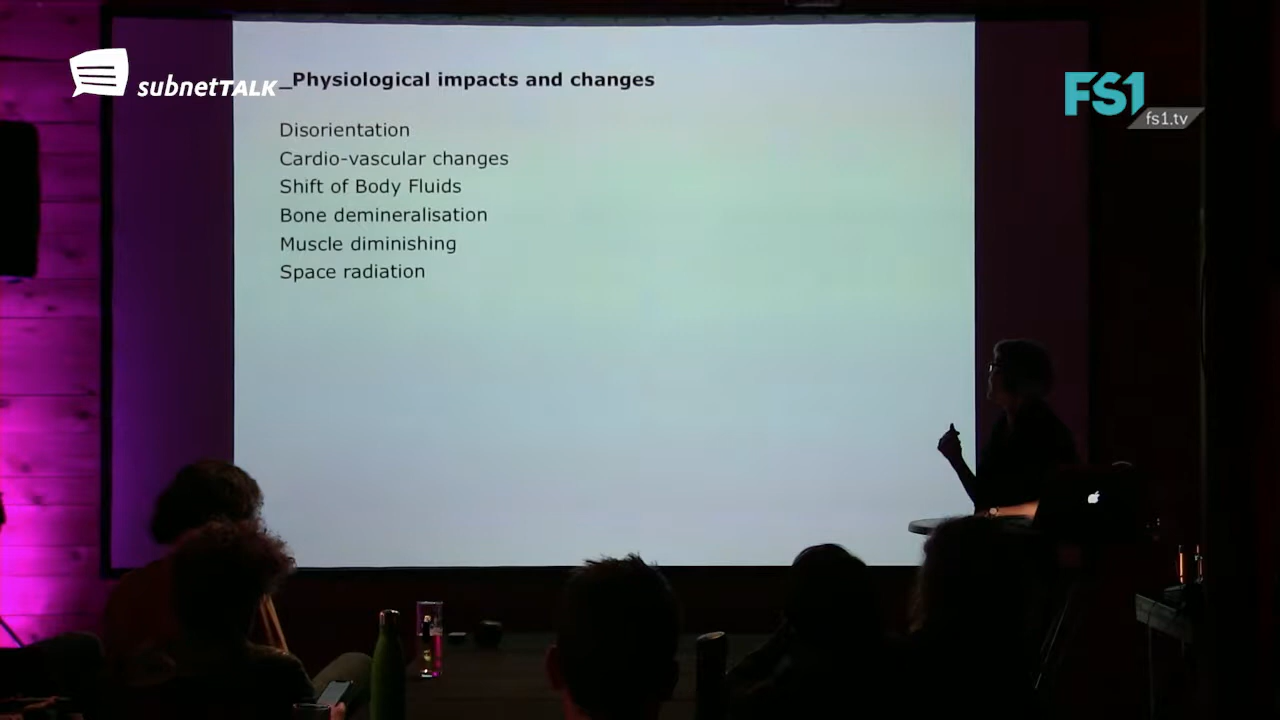 subnetTALK
_Physiological impacts and changes
FS1
fs1.tv
Disorientation
Cardio-vascular changes
Shift of Body Fluids
Bone demineralisation
Muscle diminishing
Space radiation